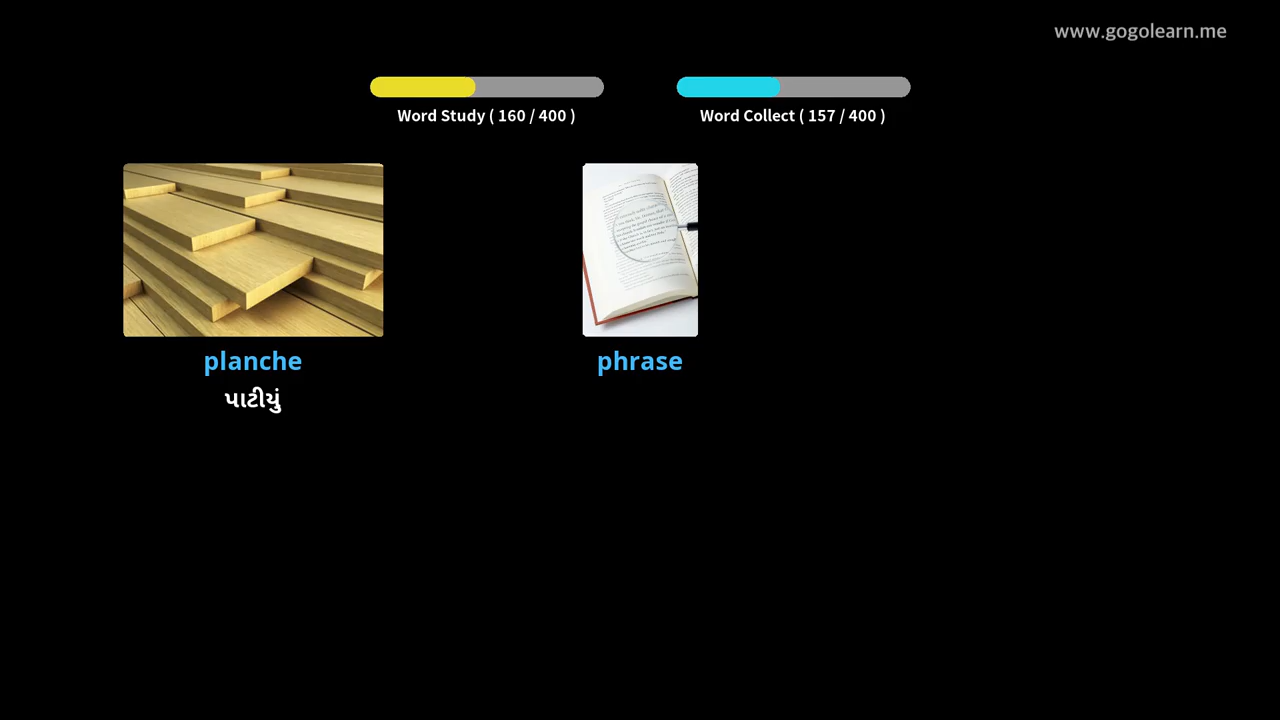 www.gogolearn.me
Word Study ( 160 / 400 )
Word Collect ( 157 / 400 )
planche
પાટીયું
phrase